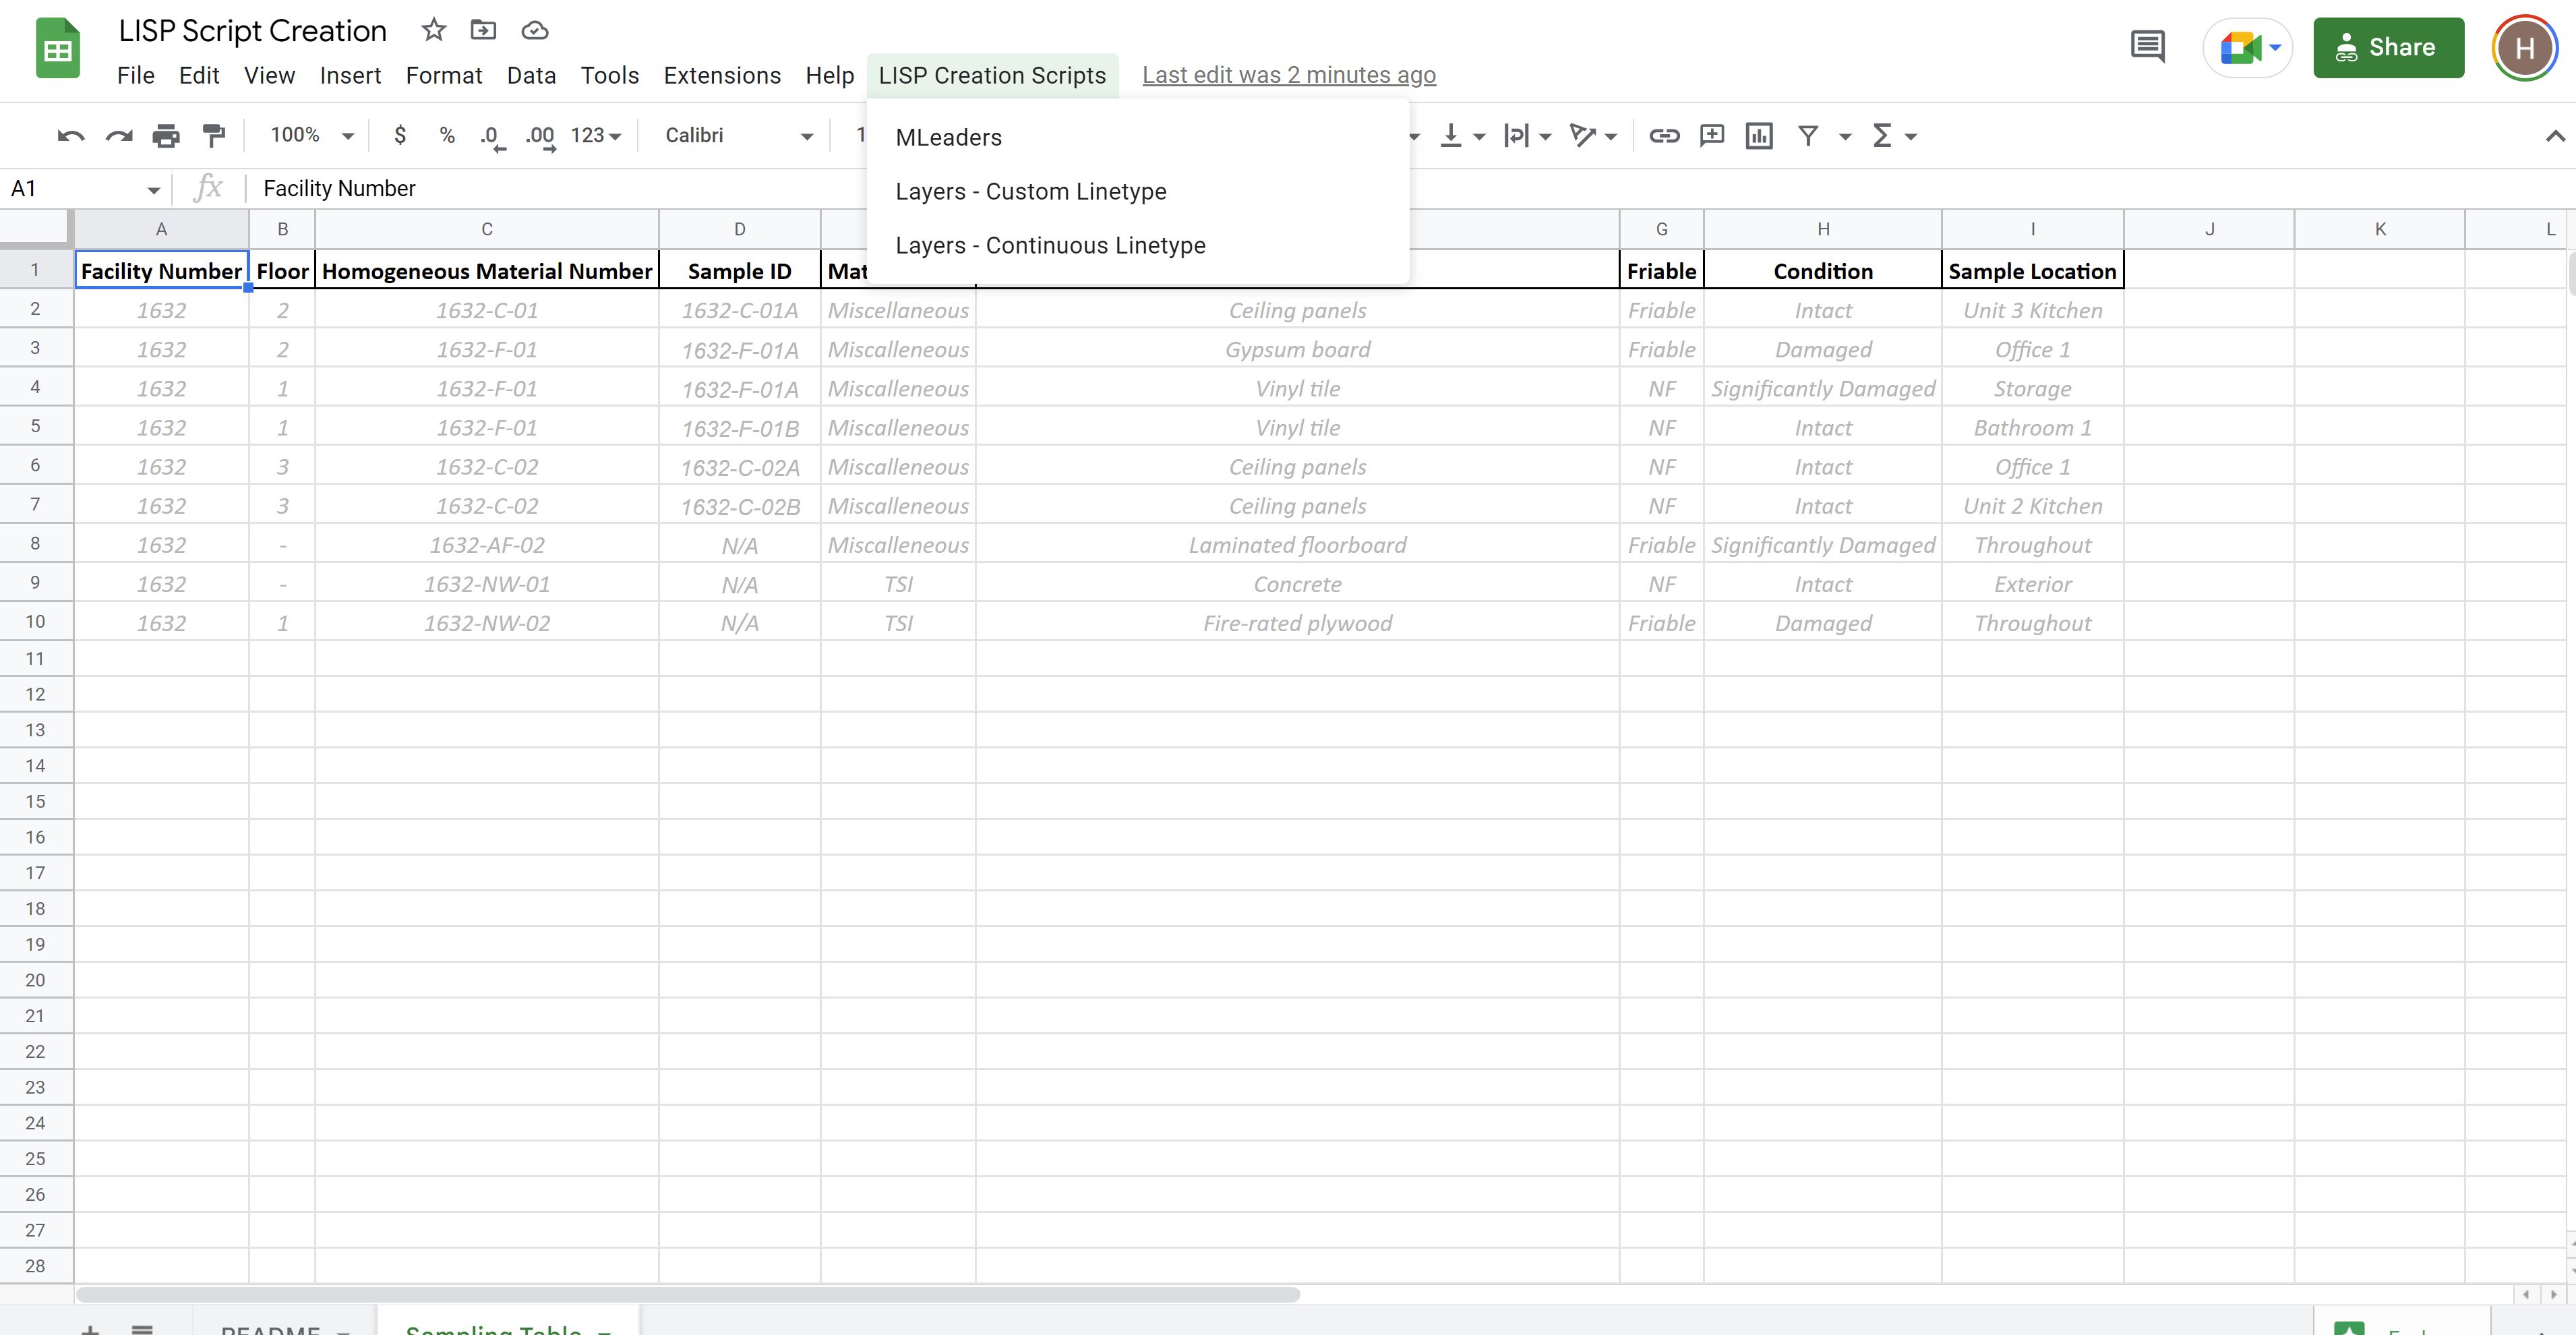 LISP Script Creation
File Edit View Insert Format Data Tools Extensions Help LISP Creation Scripts Last edit was 2 minutes ago
Share
H
100% $ % .0 .00 123 Calibri 1
MLeaders
Layers - Custom Linetype
Layers - Continuous Linetype
A1 fx Facility Number
A B C D G H I J K L
1 Facility Number Floor Homogeneous Material Number Sample ID Friable Condition Sample Location
2 1632 2 1632-C-01 1632-C-01A Miscellaneous Ceiling panels Friable Intact Unit 3 Kitchen
3 1632 2 1632-F-01 1632-F-01A Miscalleneous Gypsum board Friable Damaged Office 1
4 1632 1 1632-F-01 1632-F-01A Miscalleneous Vinyl tile NF Significantly Damaged Storage
5 1632 1 1632-F-01 1632-F-01B Miscalleneous Vinyl tile NF Intact Bathroom 1
6 1632 3 1632-C-02 1632-C-02A Miscalleneous Ceiling panels NF Intact Office 1
7 1632 3 1632-C-02 1632-C-02B Miscalleneous Ceiling panels NF Intact Unit 2 Kitchen
8 1632 - 1632-AF-02 N/A Miscalleneous Laminated floorboard Friable Significantly Damaged Throughout
9 1632 - 1632-NW-01 N/A TSI Concrete NF Intact Exterior
10 1632 1 1632-NW-02 N/A TSI Fire-rated plywood Friable Damaged Throughout
11
12
13
14
15
16
17
18
19
20
21
22
23
24
25
26
27
28
README Sampling Table